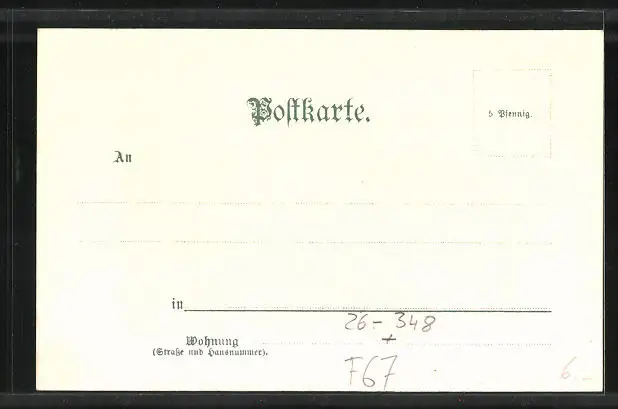 Postkarte.
5 Pfennig.
An
in
26-348
Wohnung +
(Straße und Hausnummer).
F67
6.-